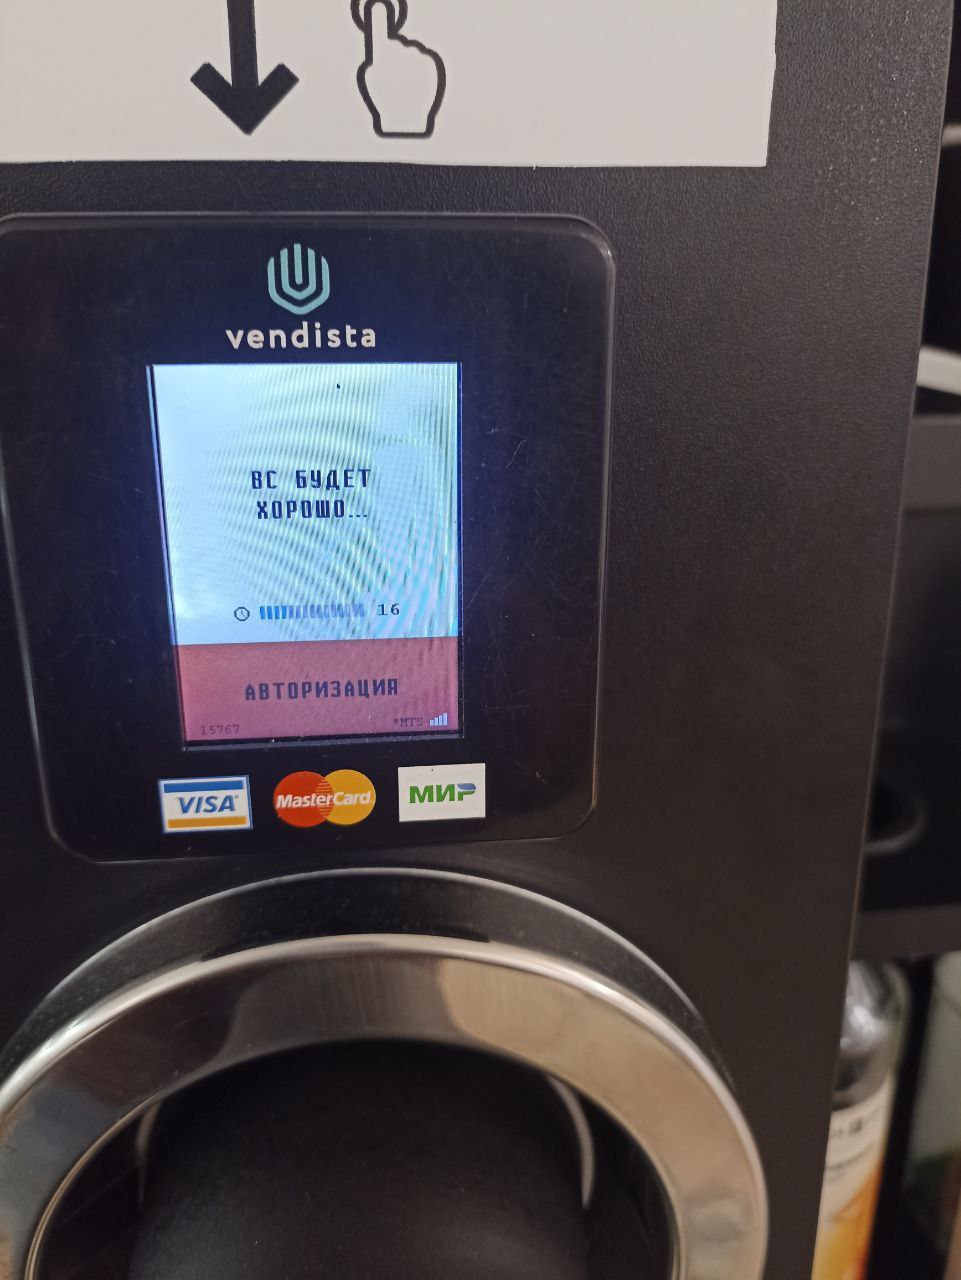 vendista
ВС БУДЕТ
ХОРОШО...
16
АВТОРИЗАЦИЯ
15767
*MTS
VISA
MasterCard
МИР